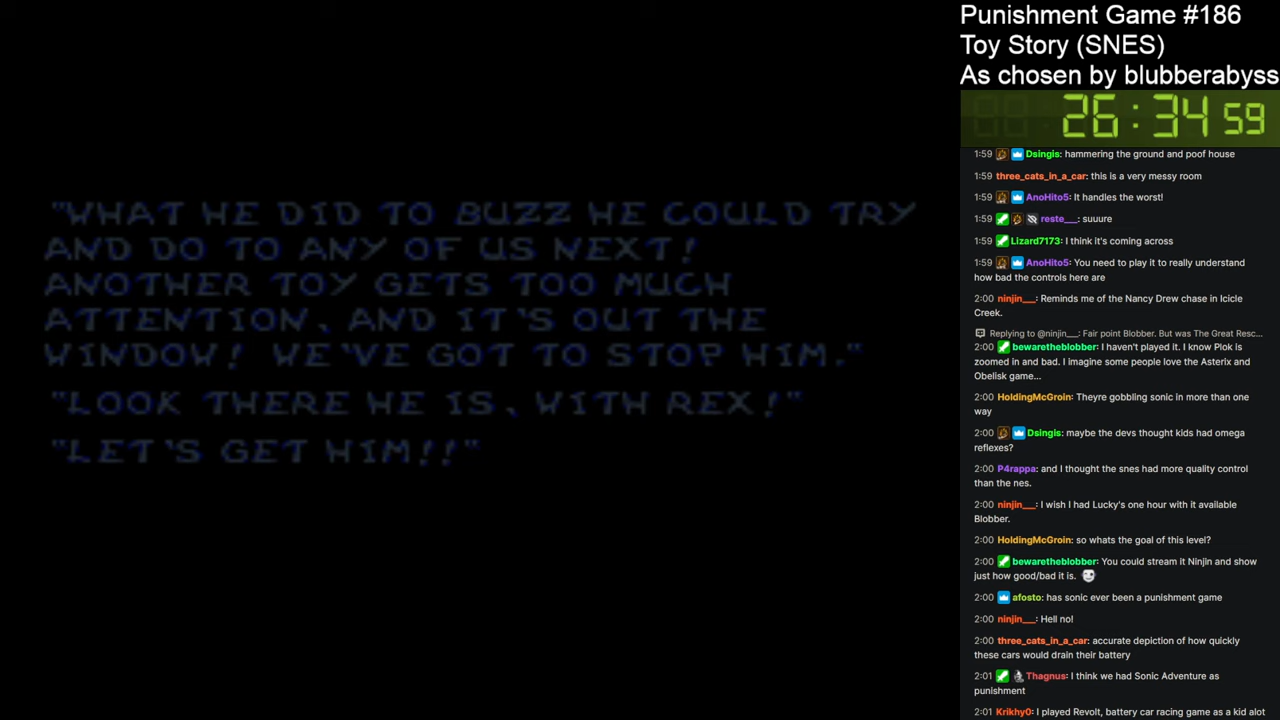 Punishment Game #186
Toy Story (SNES)
As chosen by blubberabyss
26:34 59
"WHAT HE DID TO BUZZ HE COULD TRY
AND DO TO ANY OF US NEXT!
ANOTHER TOY GETS TOO MUCH
ATTENTION, AND IT'S OUT THE
WINDOW! WE'VE GOT TO STOP HIM."
"LOOK THERE HE IS, WITH REX!"
"LET'S GET HIM!!"
1:59 Dsingis: hammering the ground and poof house
1:59 three_cats_in_a_car: this is a very messy room
1:59 AnoHito5: It handles the worst!
1:59 reste___: suuure
1:59 Lizard7173: I think it's coming across
1:59 AnoHito5: You need to play it to really understand
how bad the controls here are
2:00 ninjin___: Reminds me of the Nancy Drew chase in Icicle
Creek.
Replying to @ninjin___: Fair point Blobber. But was The Great Resc...
2:00 bewaretheblobber: I haven't played it. I know Plok is
zoomed in and bad. I imagine some people love the Asterix and
Obelisk game...
2:00 HoldingMcGroin: Theyre gobbling sonic in more than one
way
2:00 Dsingis: maybe the devs thought kids had omega
reflexes?
2:00 P4rappa: and I thought the snes had more quality control
than the nes.
2:00 ninjin___: I wish I had Lucky's one hour with it available
Blobber.
2:00 HoldingMcGroin: so whats the goal of this level?
2:00 bewaretheblobber: You could stream it Ninjin and show
just how good/bad it is.
2:00 afosto: has sonic ever been a punishment game
2:00 ninjin___: Hell no!
2:00 three_cats_in_a_car: accurate depiction of how quickly
these cars would drain their battery
2:01 Thagnus: I think we had Sonic Adventure as
punishment
2:01 Krikhy0: I played Revolt, battery car racing game as a kid alot